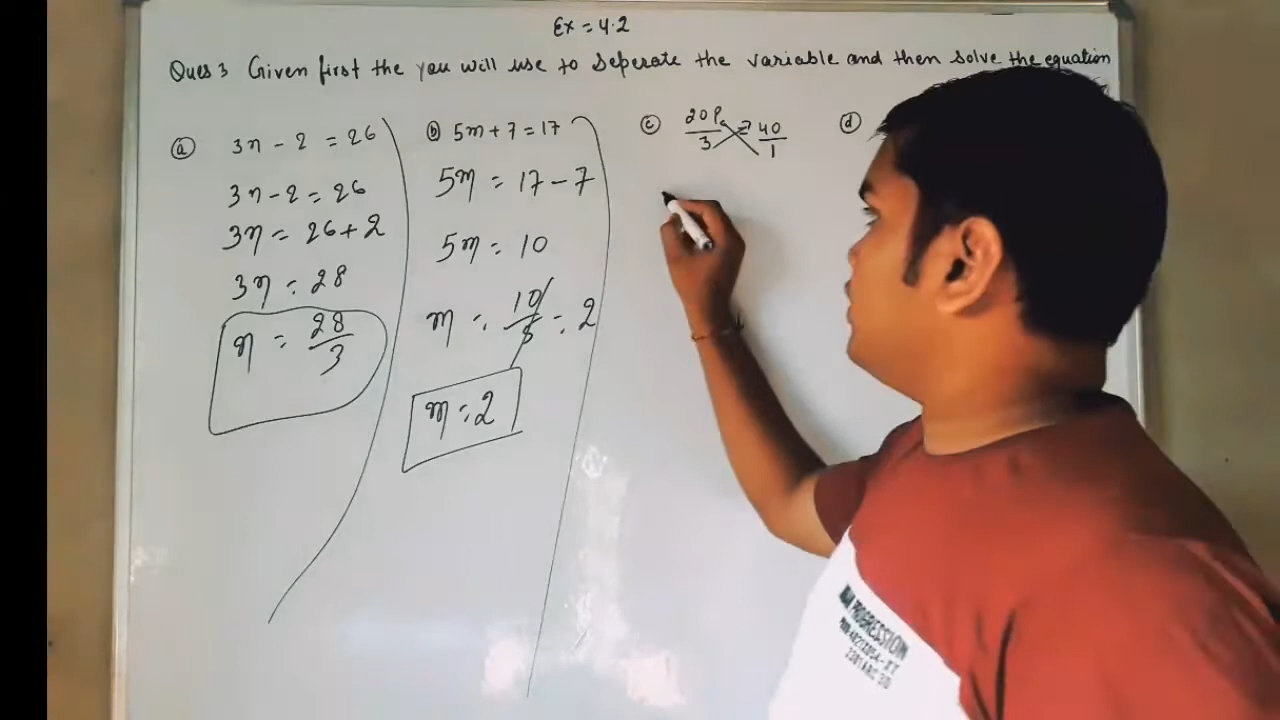 Ex = 4.2
Ques 3 Given first the you will use to Seperate the variable and then solve the equation
(a) 3n - 2 = 26
3n - 2 = 26
3n = 26 + 2
3n = 28
n = 28/3
(b) 5m + 7 = 17
5m = 17 - 7
5m = 10
m = 10/5 = 2
m = 2
(c) 20P/3 = 40/1
(d)
PROGRESSION